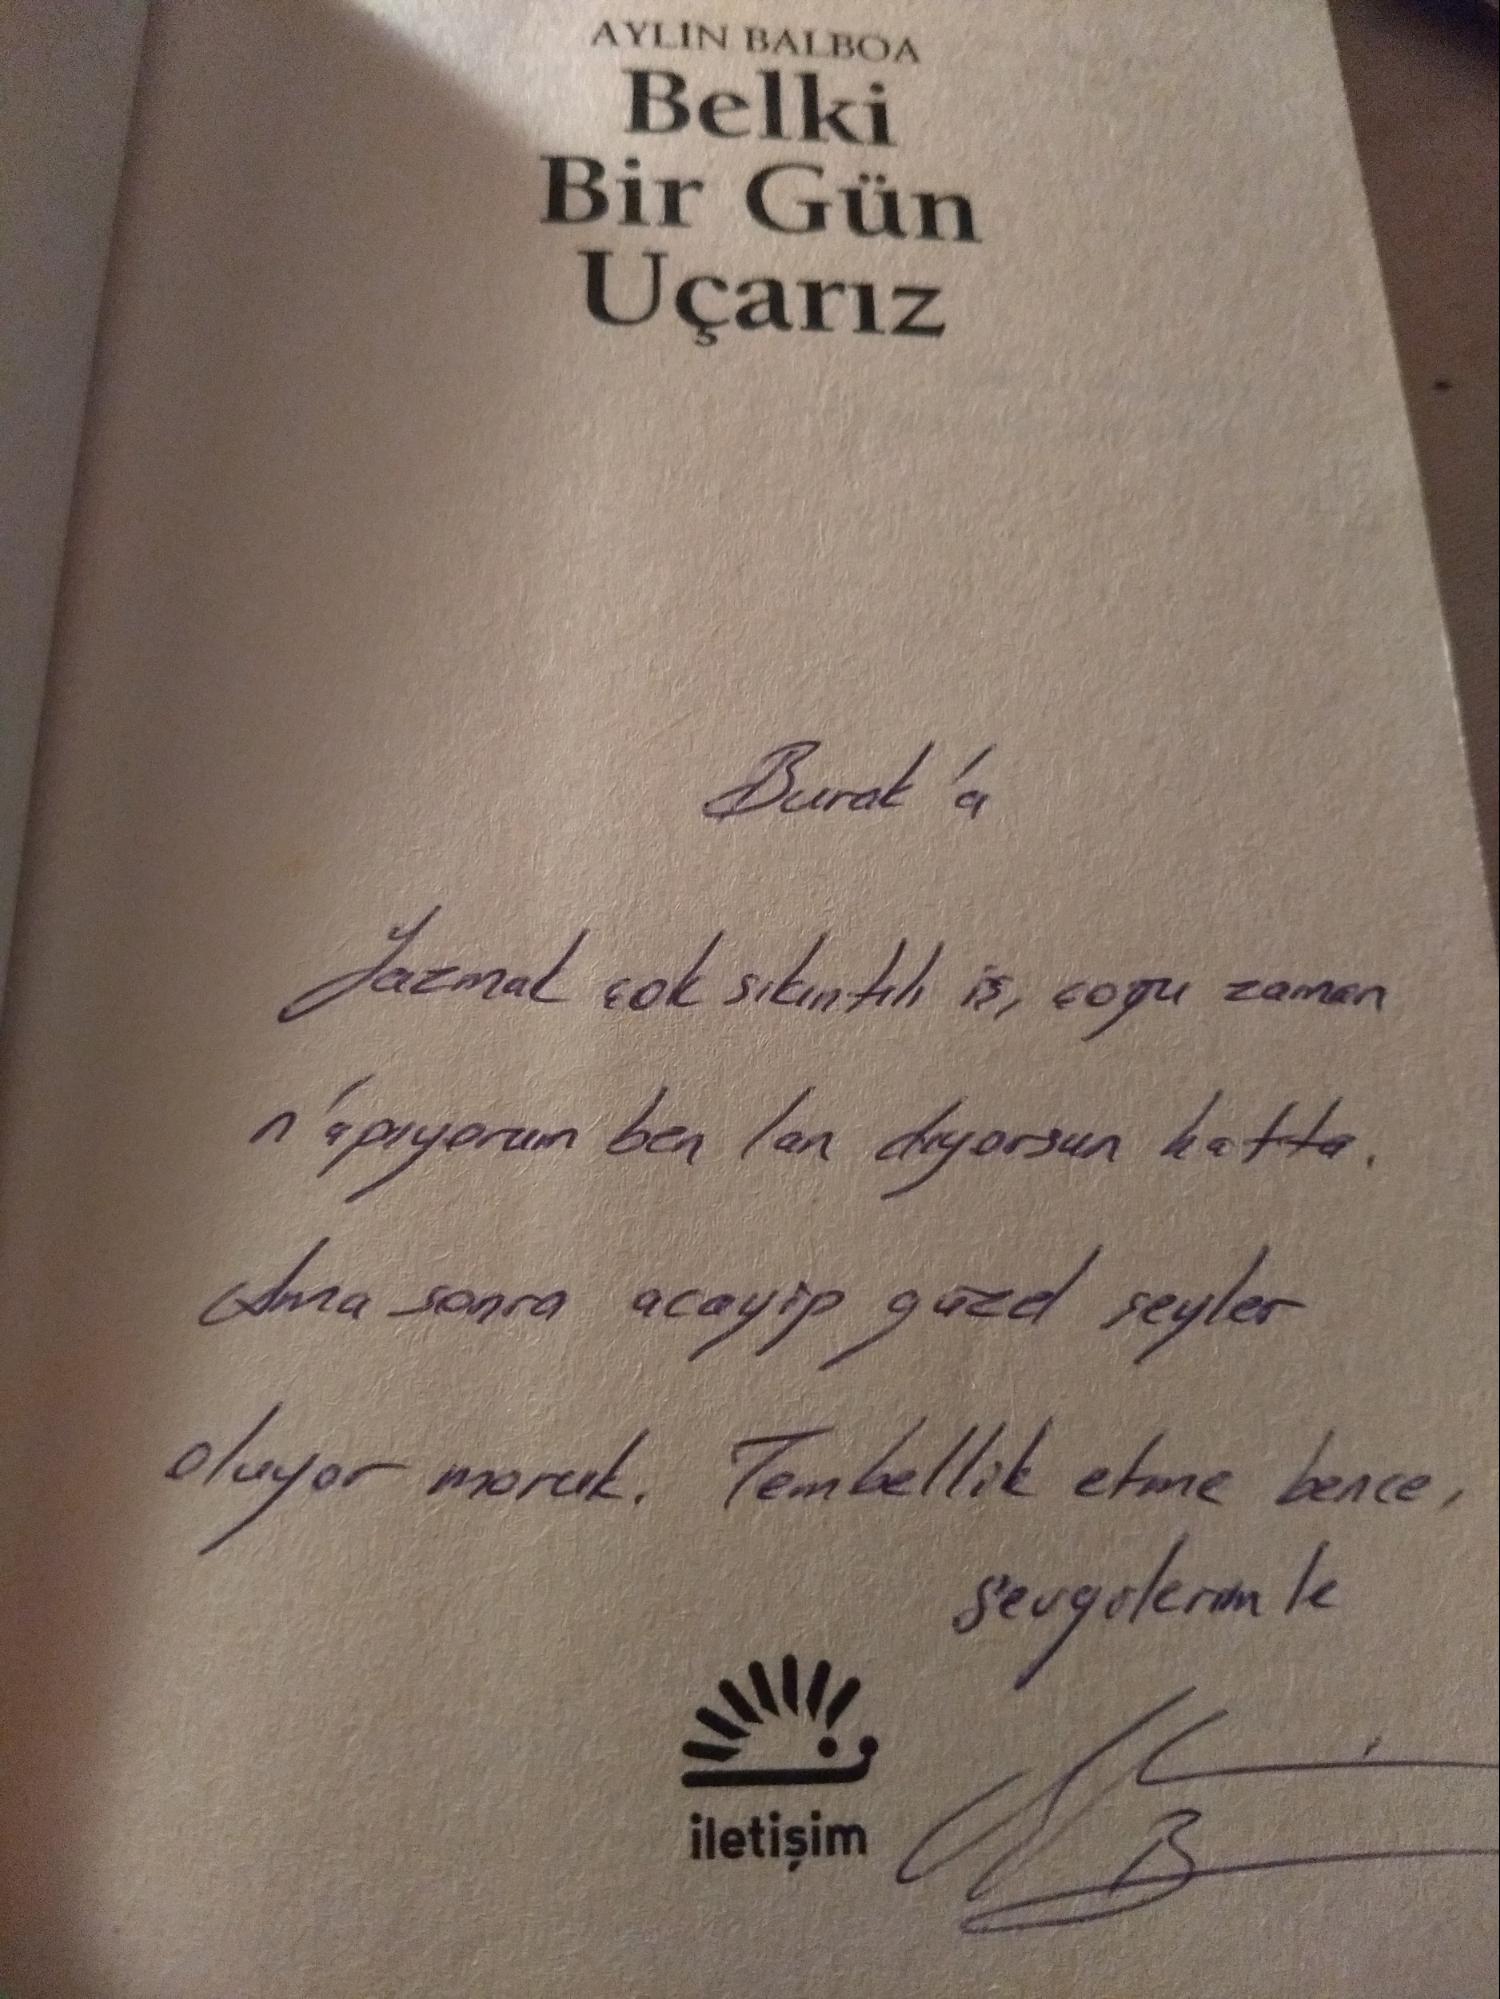 AYLİN BALBOA
Belki
Bir Gün
Uçarız
Burak'a
Yazmak çok sıkıntılı iş, çoğu zaman
n'apıyorum ben lan diyorsun hatta.
Ama sonra acayip güzel şeyler
oluyor moruk. Tembellik etme bence,
sevgilerimle
iletişim